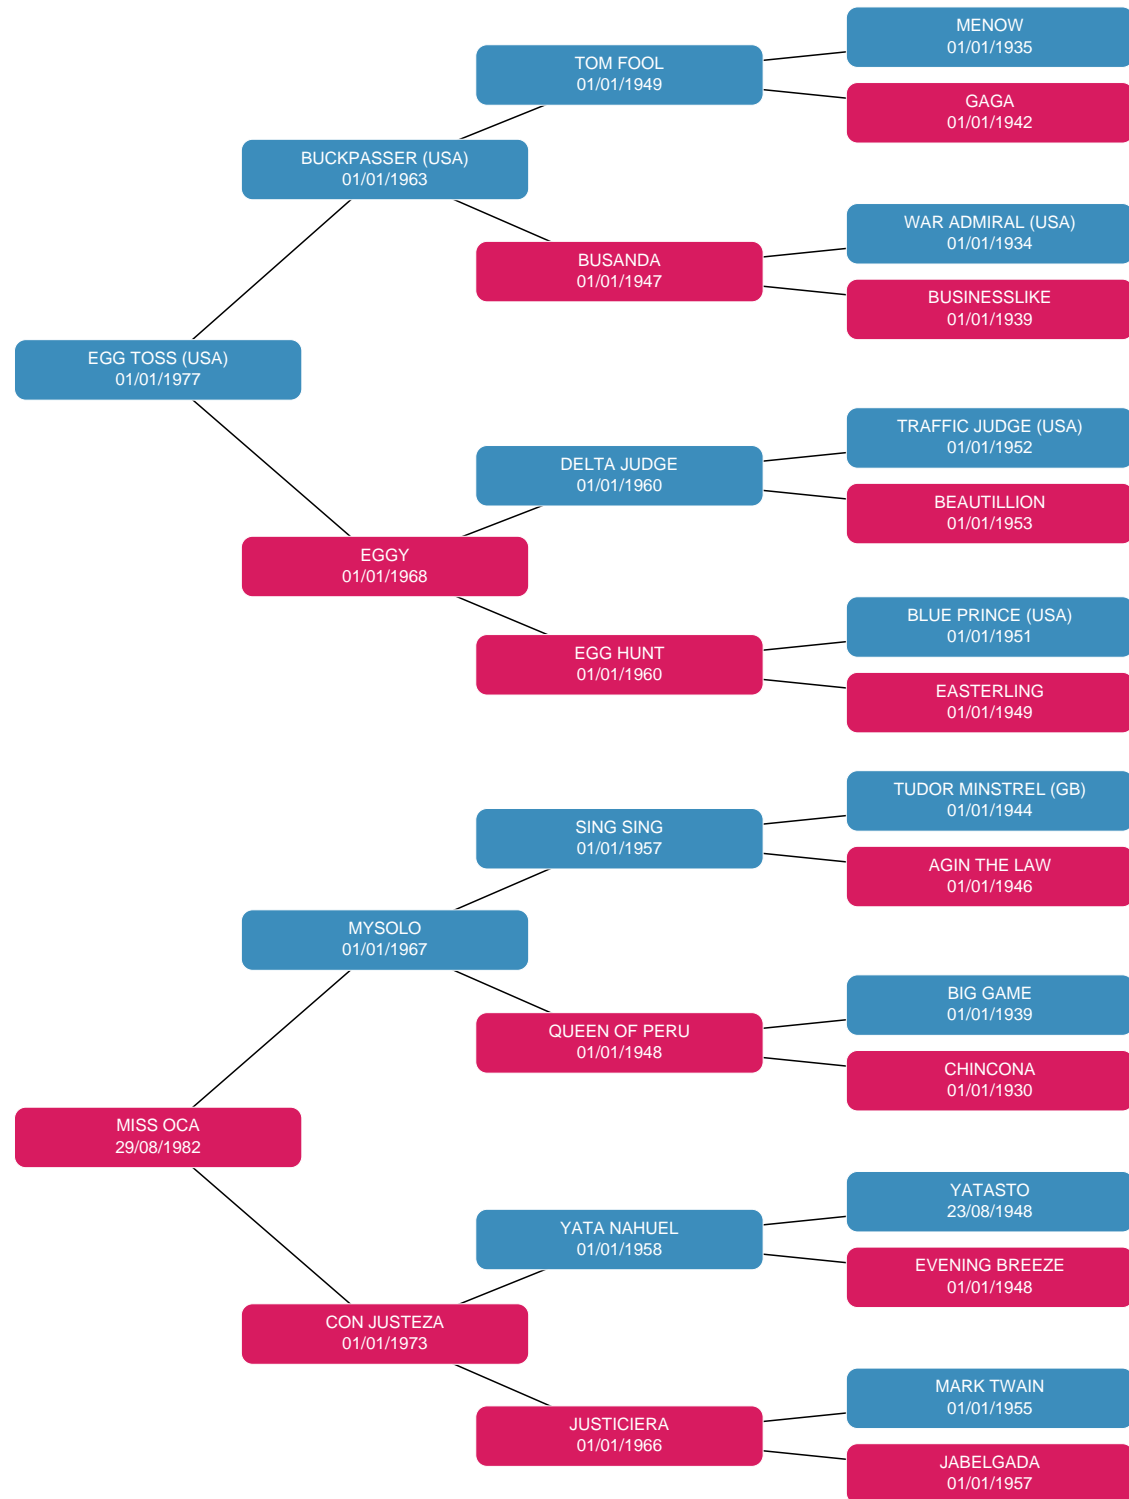 MENOW
01/01/1935
TOM FOOL
01/01/1949
GAGA
01/01/1942
BUCKPASSER (USA)
01/01/1963
WAR ADMIRAL (USA)
01/01/1934
BUSANDA
01/01/1947
BUSINESSLIKE
01/01/1939
EGG TOSS (USA)
01/01/1977
TRAFFIC JUDGE (USA)
01/01/1952
DELTA JUDGE
01/01/1960
BEAUTILLION
01/01/1953
EGGY
01/01/1968
BLUE PRINCE (USA)
01/01/1951
EGG HUNT
01/01/1960
EASTERLING
01/01/1949
TUDOR MINSTREL (GB)
01/01/1944
SING SING
01/01/1957
AGIN THE LAW
01/01/1946
MYSOLO
01/01/1967
BIG GAME
01/01/1939
QUEEN OF PERU
01/01/1948
CHINCONA
01/01/1930
MISS OCA
29/08/1982
YATASTO
23/08/1948
YATA NAHUEL
01/01/1958
EVENING BREEZE
01/01/1948
CON JUSTEZA
01/01/1973
MARK TWAIN
01/01/1955
JUSTICIERA
01/01/1966
JABELGADA
01/01/1957